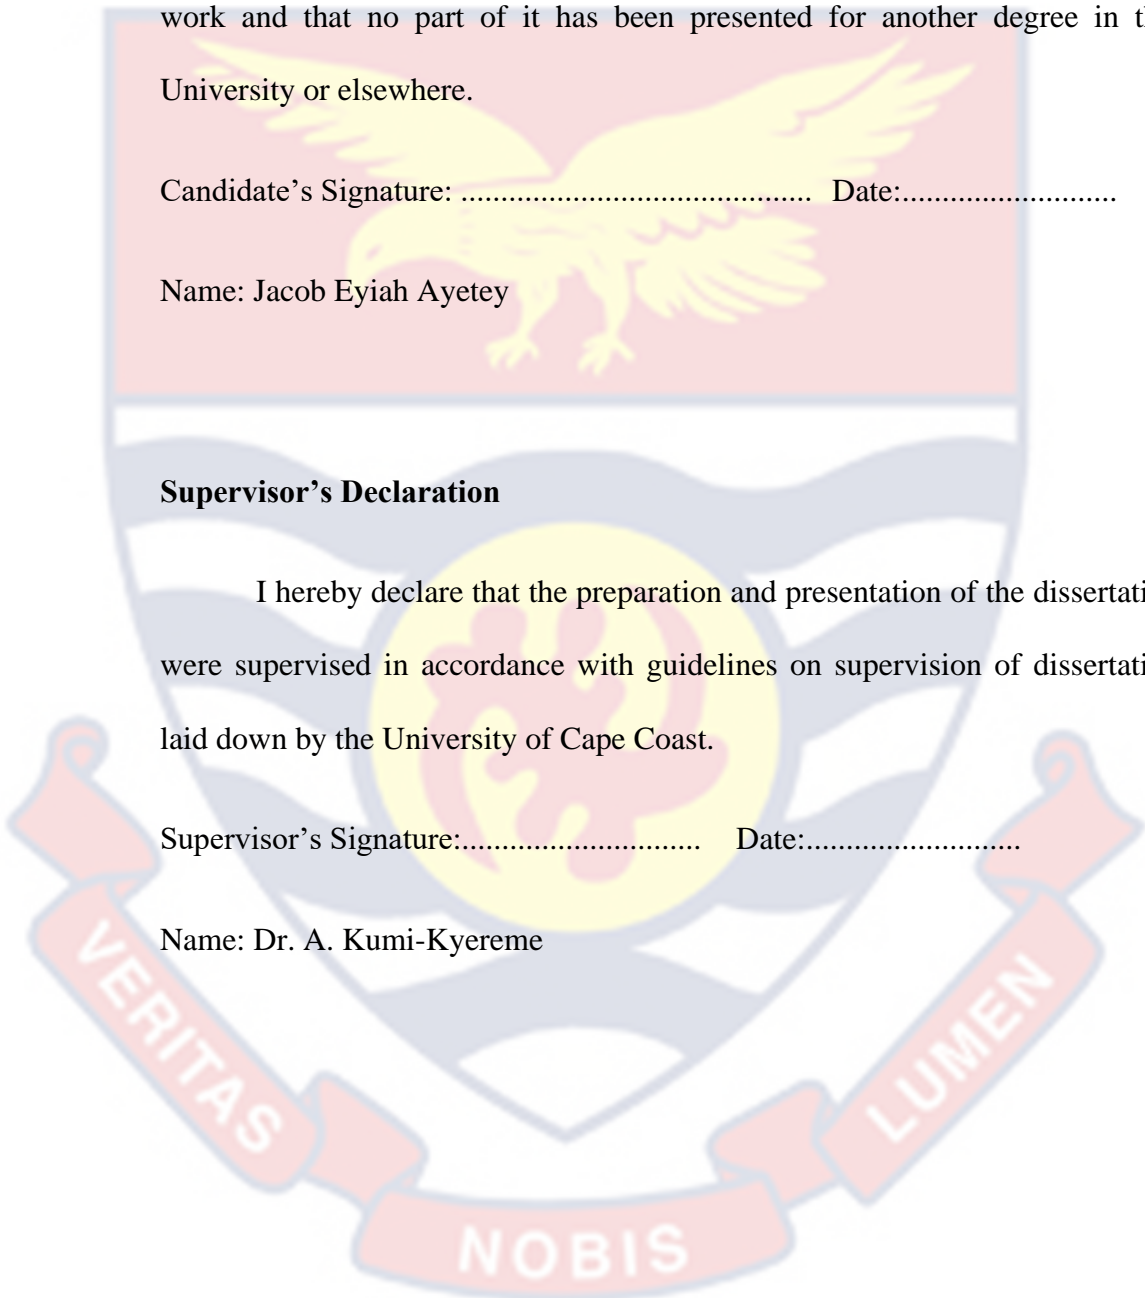 work and that no part of it has been presented for another degree in
University or elsewhere.
Candidate’s Signature: ............................................ Date:...........................
Name: Jacob Eyiah Ayetey
Supervisor’s Declaration
I hereby declare that the preparation and presentation of the
were supervised in accordance with guidelines on supervision of
laid down by the University of Cape Coast.
Supervisor’s Signature:.............................. Date:...........................
Name: Dr. A. Kumi-Kyereme
VERITAS
NOBIS
LUMEN